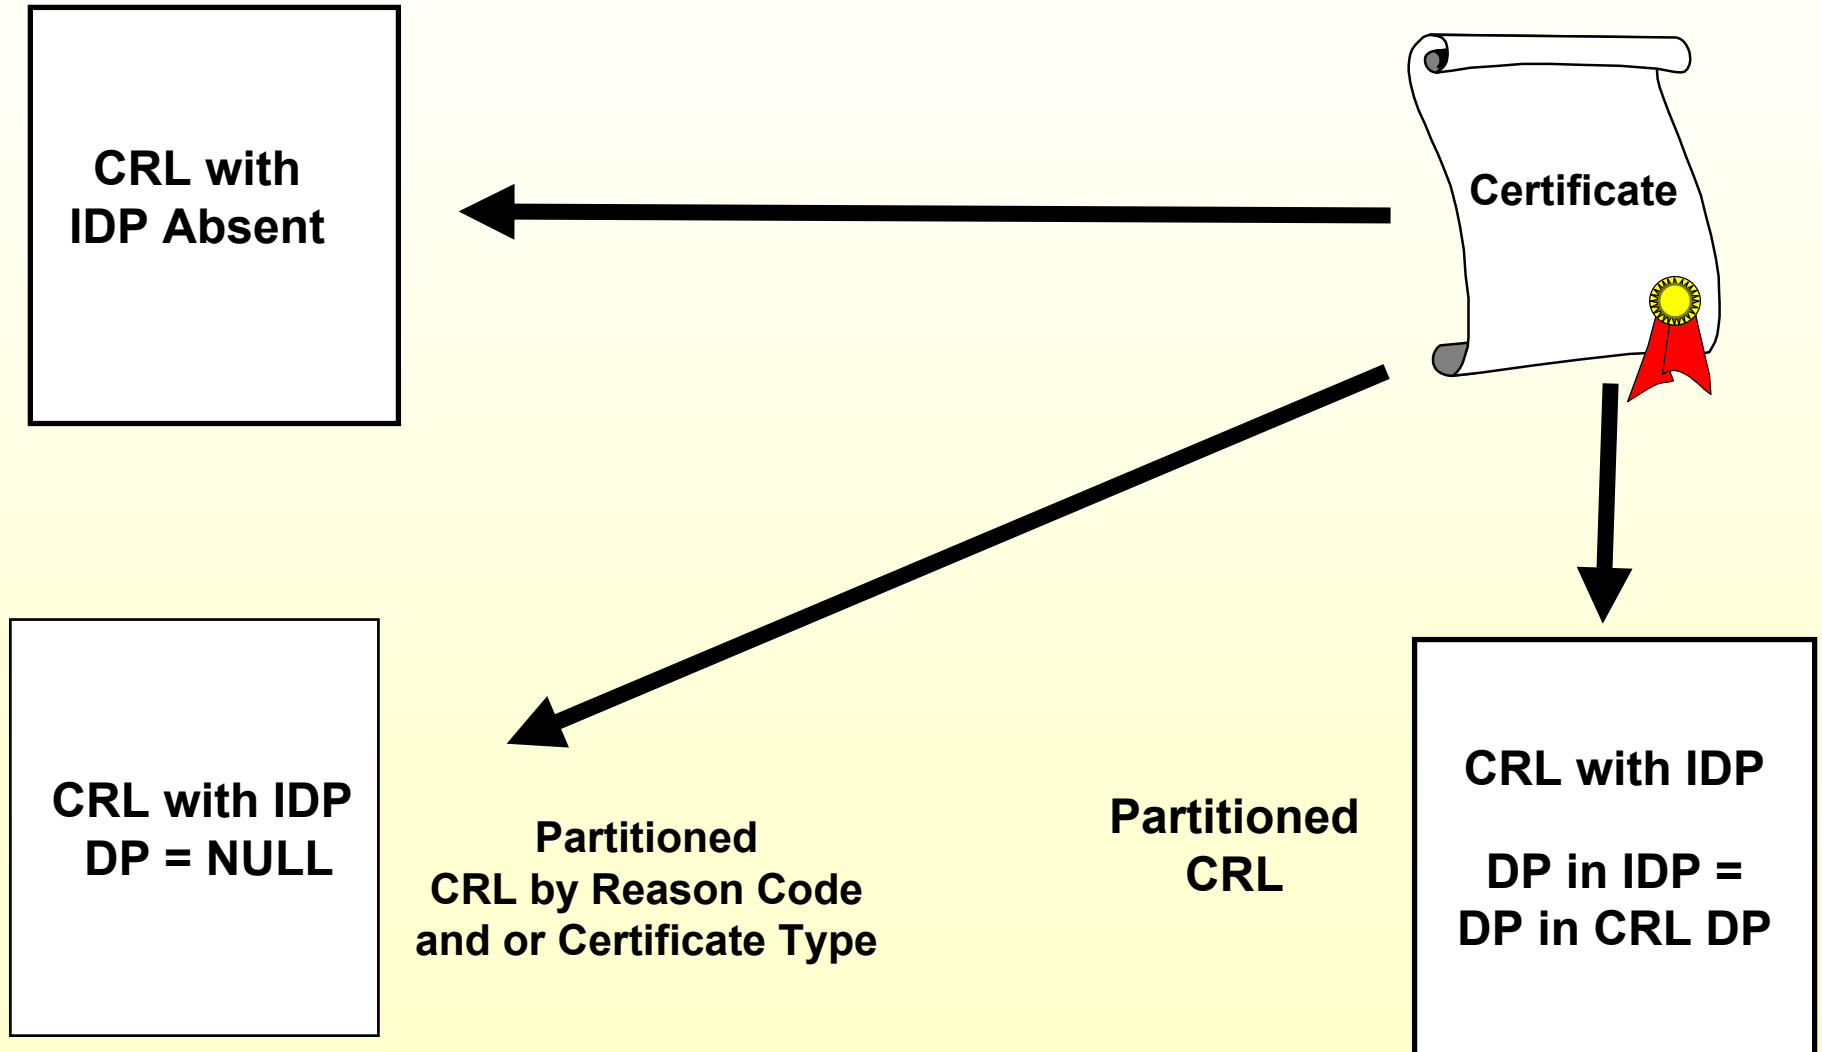 CRL with
IDP Absent
Certificate
CRL with IDP
DP = NULL
Partitioned
CRL by Reason Code
and or Certificate Type
Partitioned
CRL
CRL with IDP
DP in IDP =
DP in CRL DP